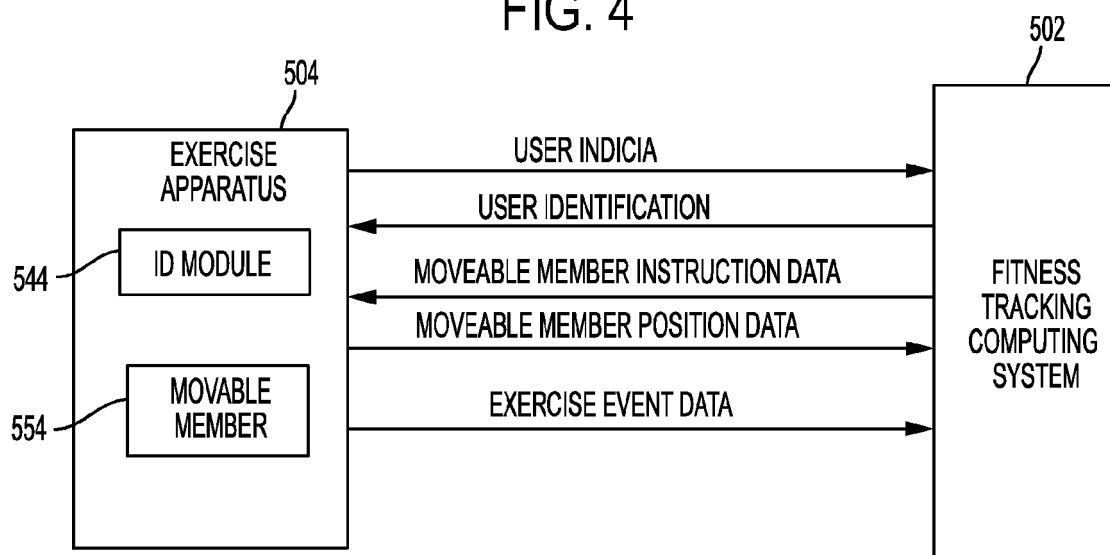 FIG. 4
502
504
EXERCISE
APPARATUS
USER INDICIA
USER IDENTIFICATION
544
ID MODULE
MOVEABLE MEMBER INSTRUCTION DATA
MOVEABLE MEMBER POSITION DATA
FITNESS
TRACKING
COMPUTING
SYSTEM
554
MOVABLE
MEMBER
EXERCISE EVENT DATA